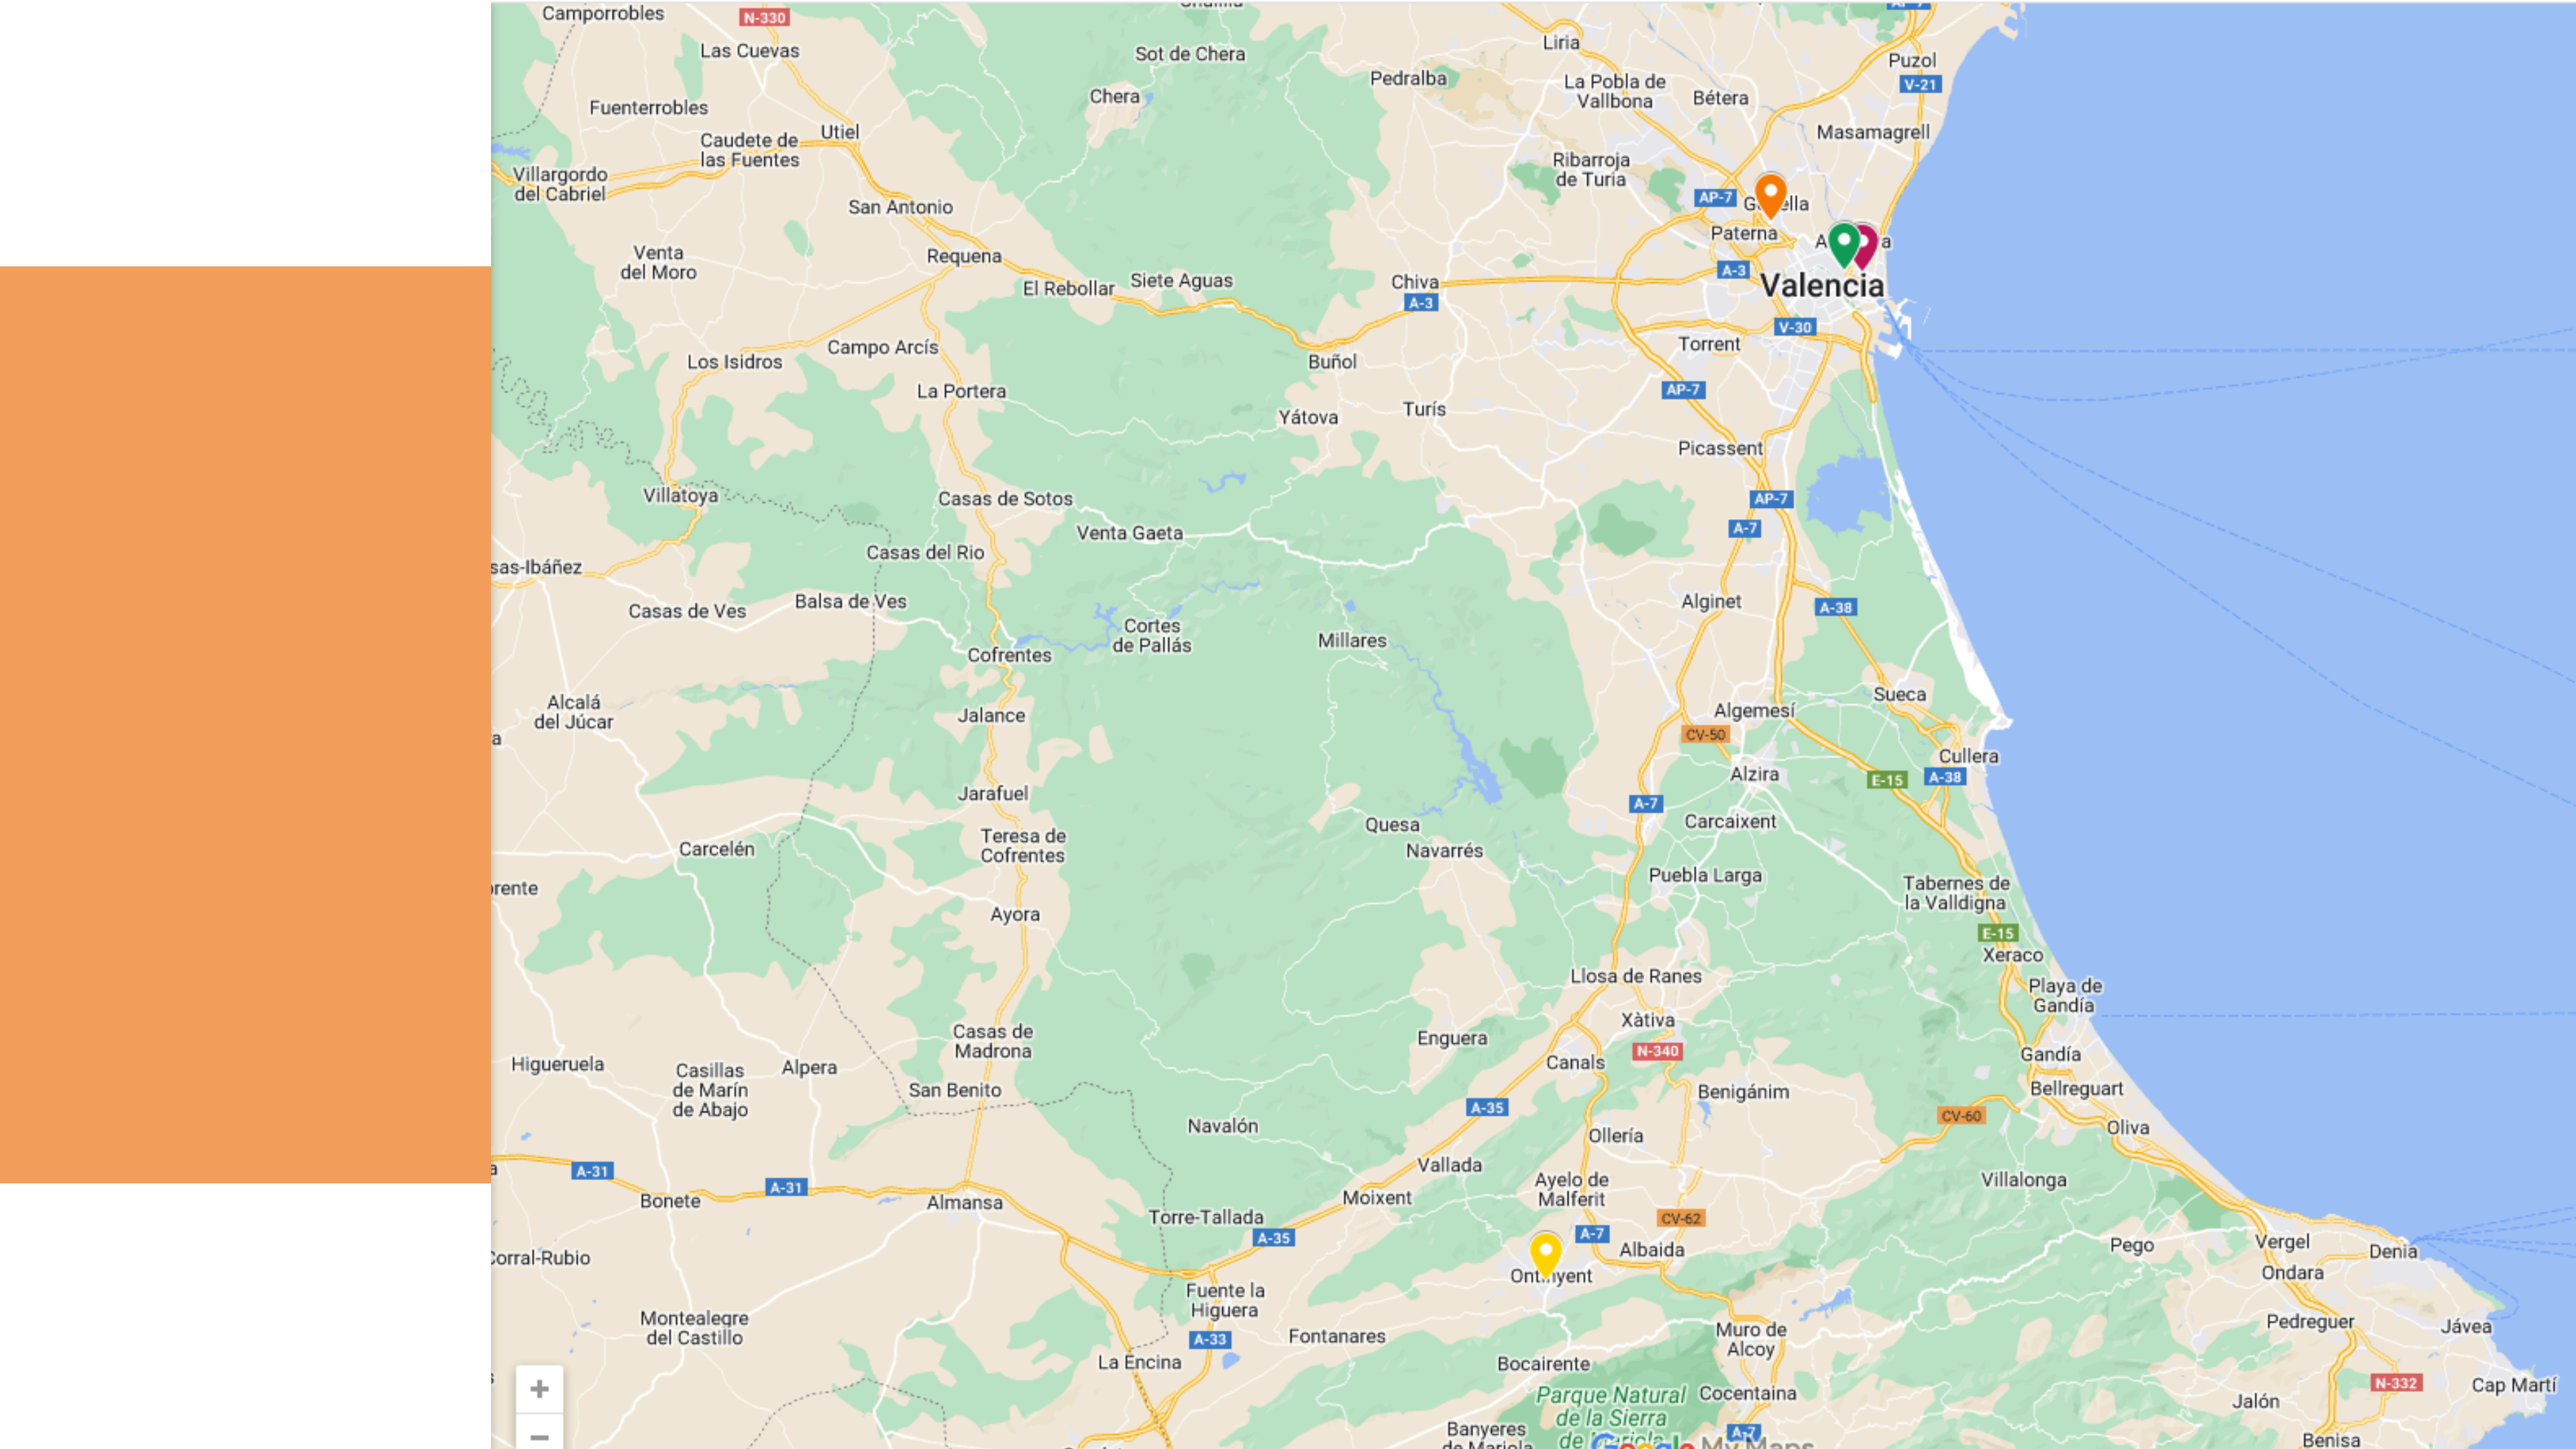 Camporrobles
N-330
Las Cuevas
Sot de Chera
Liria
Puzol
V-21
Pedralba
La Pobla de
Vallbona
Bétera
Chera
Fuenterrobles
Caudete de
las Fuentes
Utiel
Masamagrell
Villargordo
del Cabriel
Ribarroja
de Turia
AP-7
San Antonio
Paterna
Venta
del Moro
Requena
El Rebollar
Siete Aguas
Chiva
A-3
A-3
Valencia
V-30
Los Isidros
Campo Arcís
Buñol
Torrent
La Portera
AP-7
Yátova
Turís
Picassent
Villatoya
Casas de Sotos
AP-7
Venta Gaeta
A-7
Casas del Rio
sas-Ibáñez
Casas de Ves
Balsa de Ves
Alginet
A-38
Cortes
de Pallás
Millares
Cofrentes
Alcalá
del Júcar
Jalance
Sueca
Algemesí
CV-50
a
Cullera
Alzira
E-15
A-38
Jarafuel
A-7
Teresa de
Cofrentes
Quesa
Carcaixent
Carcelén
Navarrés
Puebla Larga
Tabernes de
la Valldigna
orente
Ayora
E-15
Xeraco
Llosa de Ranes
Playa de
Gandía
Xàtiva
Casas de
Madrona
Enguera
N-340
Gandía
Higueruela
Casillas
de Marín
de Abajo
Alpera
San Benito
Canals
Benigánim
Bellreguart
A-35
CV-60
Navalón
Ollería
Oliva
a
A-31
Vallada
A-31
Ayelo de
Malferit
Villalonga
Bonete
Almansa
Moixent
Torre-Tallada
A-35
CV-62
A-7
Albaida
Pego
Vergel
Denia
Corral-Rubio
Ondara
Fuente la
Higuera
Montealegre
del Castillo
A-33
Fontanares
Muro de
Alcoy
Pedreguer
Jávea
La Encina
Bocairente
N-332
Cap Martí
Parque Natural
de la Sierra
de Mariola
Cocentaina
Jalón
Banyeres
de Mariola
A-7
Google My Maps
Benisa
+
−